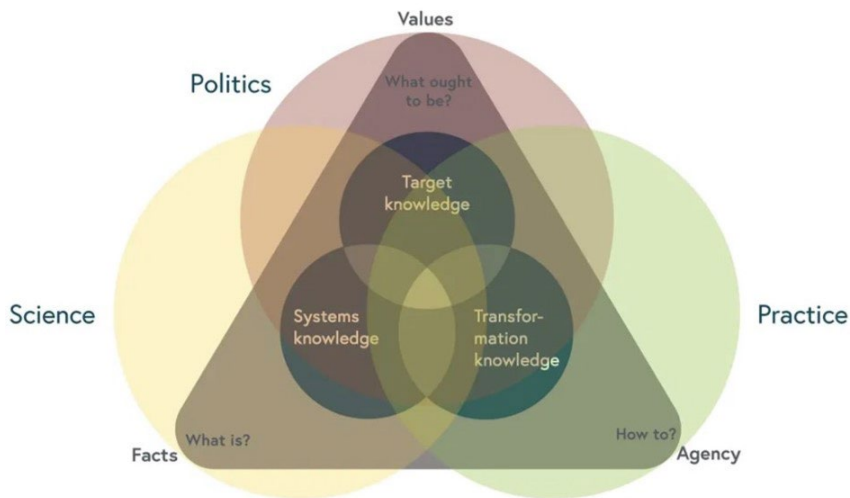 Values
Politics
What ought
to be?
Target
knowledge
Science
Systems
knowledge
Transfor-
mation
knowledge
Practice
What is?
How to?
Facts
Agency